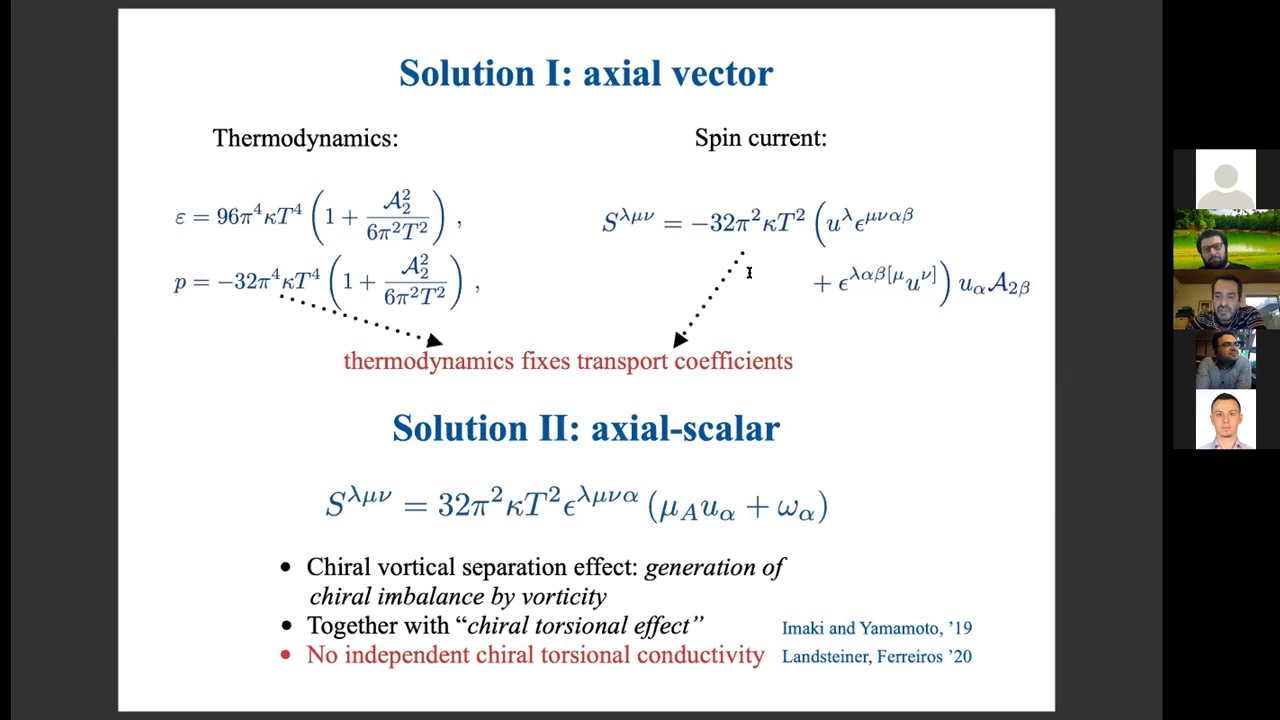 Solution I: axial vector
Thermodynamics:
ε = 96π⁴κT⁴ (1 + 𝒜₂²/6π²T²) ,
p = −32π⁴κT⁴ (1 + 𝒜₂²/6π²T²) ,
Spin current:
S^{λμν} = −32π²κT² (u^λ ϵ^{μναβ}
+ ϵ^{λαβ[μ} u^{ν]}) u_α 𝒜_{2β}
thermodynamics fixes transport coefficients
Solution II: axial-scalar
S^{λμν} = 32π²κT² ϵ^{λμνα} (μ_A u_α + ω_α)
• Chiral vortical separation effect: generation of
chiral imbalance by vorticity
• Together with “chiral torsional effect”
Imaki and Yamamoto, ’19
• No independent chiral torsional conductivity
Landsteiner, Ferreiros ’20